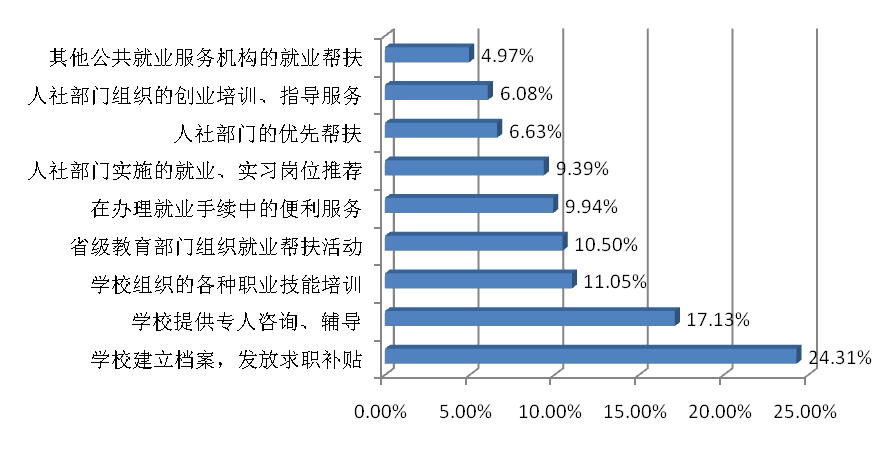 其他公共就业服务机构的就业帮扶 4.97%
人社部门组织的创业培训、指导服务 6.08%
人社部门的优先帮扶 6.63%
人社部门实施的就业、实习岗位推荐 9.39%
在办理就业手续中的便利服务 9.94%
省级教育部门组织就业帮扶活动 10.50%
学校组织的各种职业技能培训 11.05%
学校提供专人咨询、辅导 17.13%
学校建立档案，发放求职补贴 24.31%
0.00% 5.00% 10.00% 15.00% 20.00% 25.00%